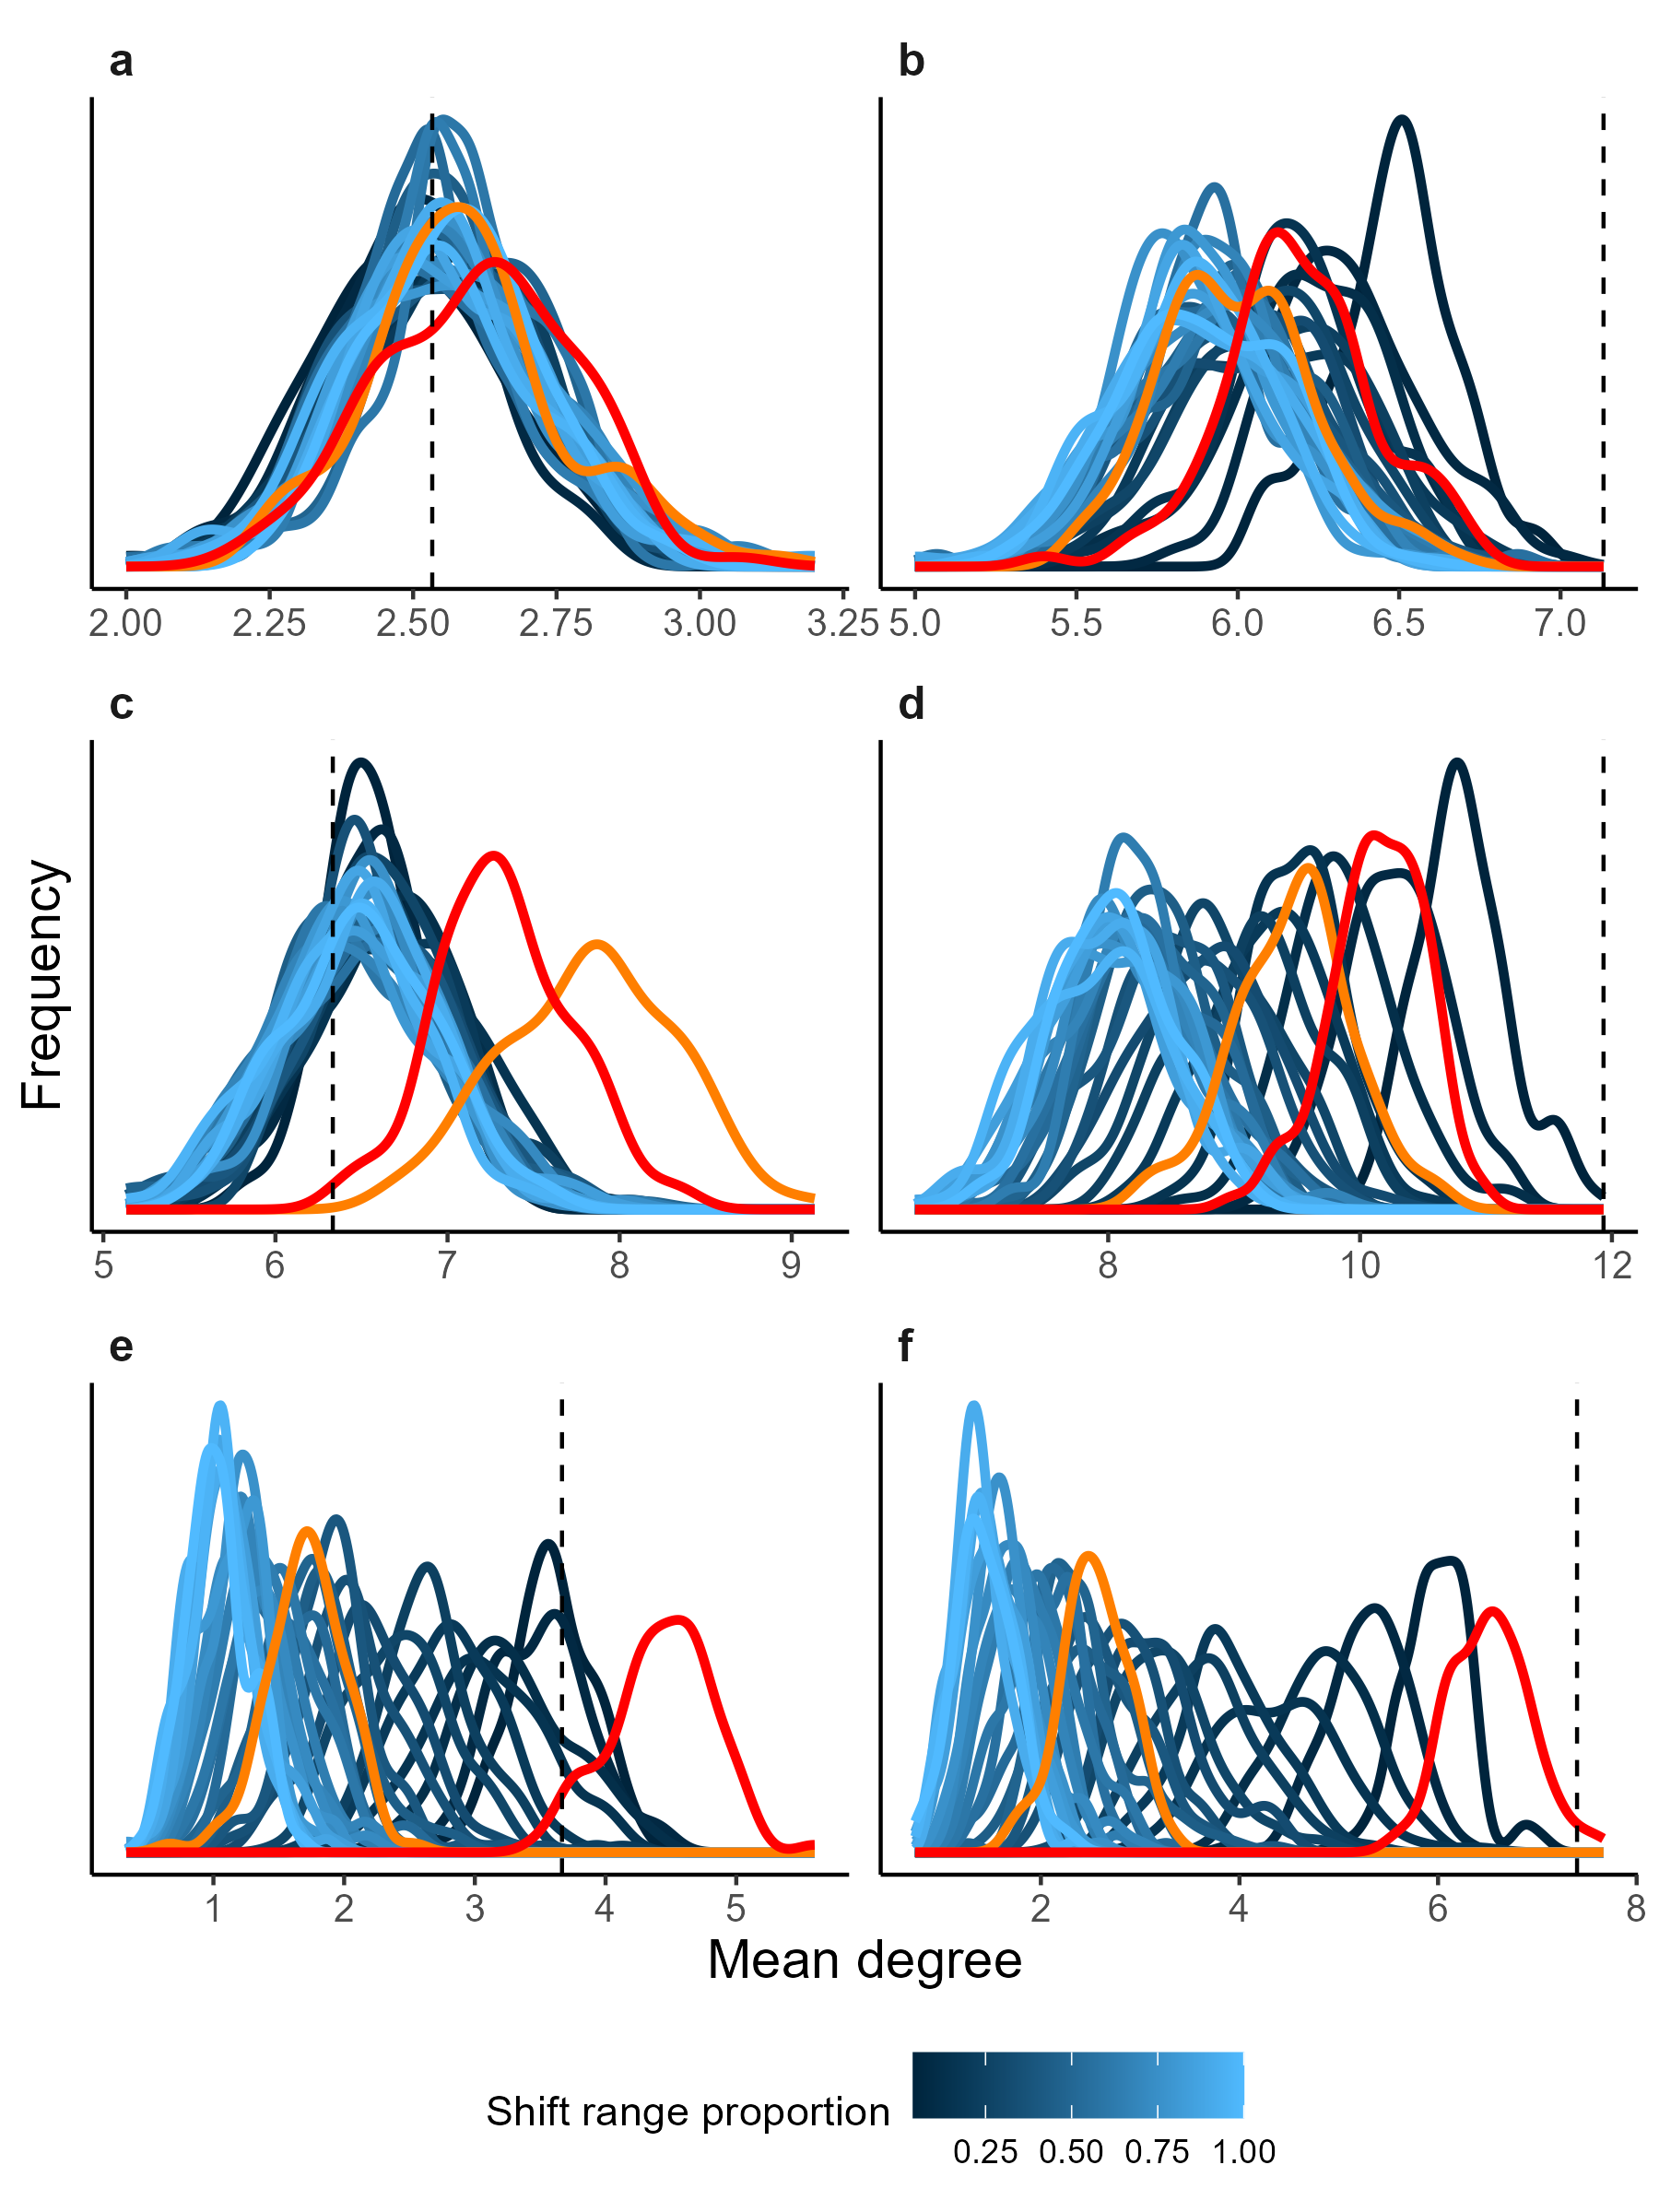 a b
2.00 2.25 2.50 2.75 3.00 3.25 5.0 5.5 6.0 6.5 7.0
c d
5 6 7 8 9 8 10 12
Frequency
e f
1 2 3 4 5 2 4 6 8
Mean degree
Shift range proportion
0.25 0.50 0.75 1.00